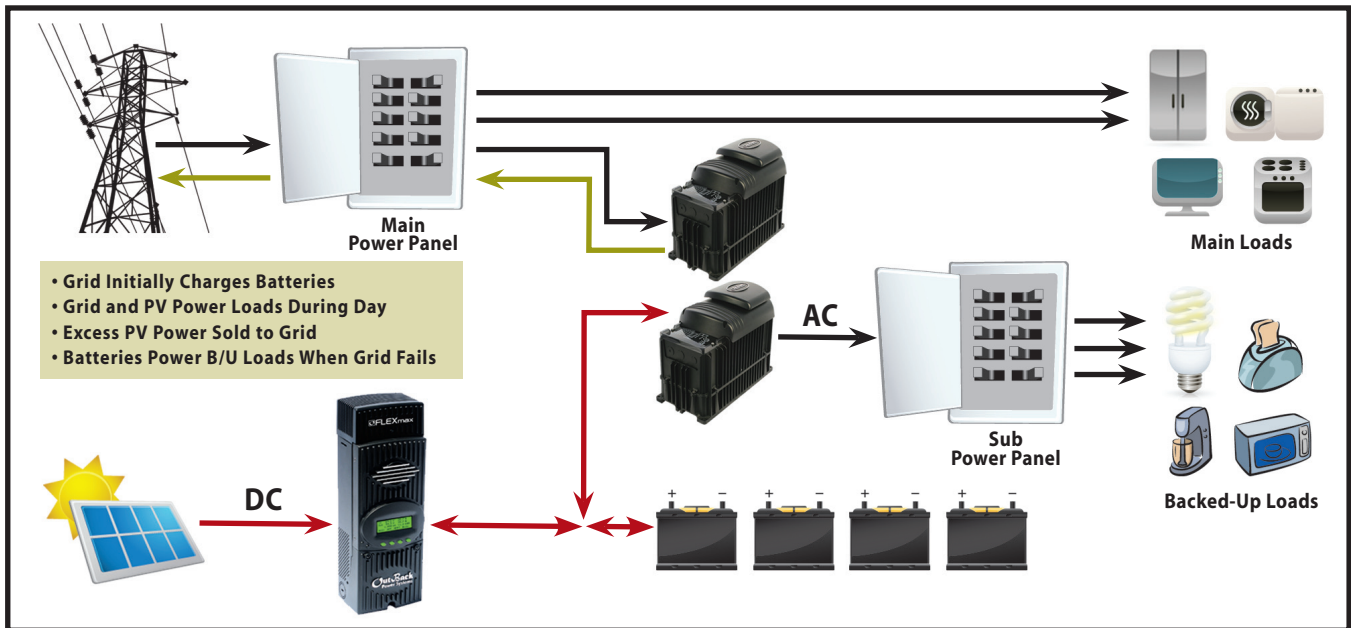 Main
Power Panel
Main Loads
• Grid Initially Charges Batteries
• Grid and PV Power Loads During Day
• Excess PV Power Sold to Grid
• Batteries Power B/U Loads When Grid Fails
AC
FLEXmax
Sub
Power Panel
DC
Backed-Up Loads
+ − + − + − + −
OutBack
Power Systems